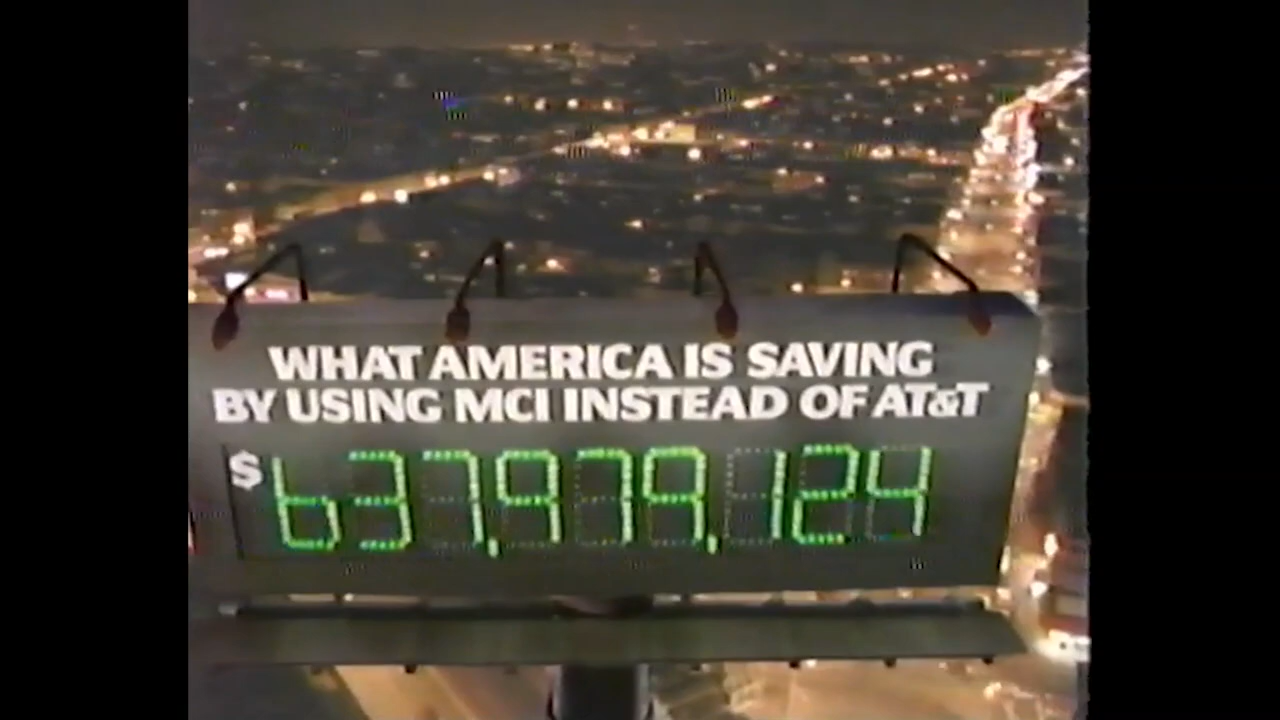 WHAT AMERICA IS SAVING
BY USING MCI INSTEAD OF AT&T
$637,979,124